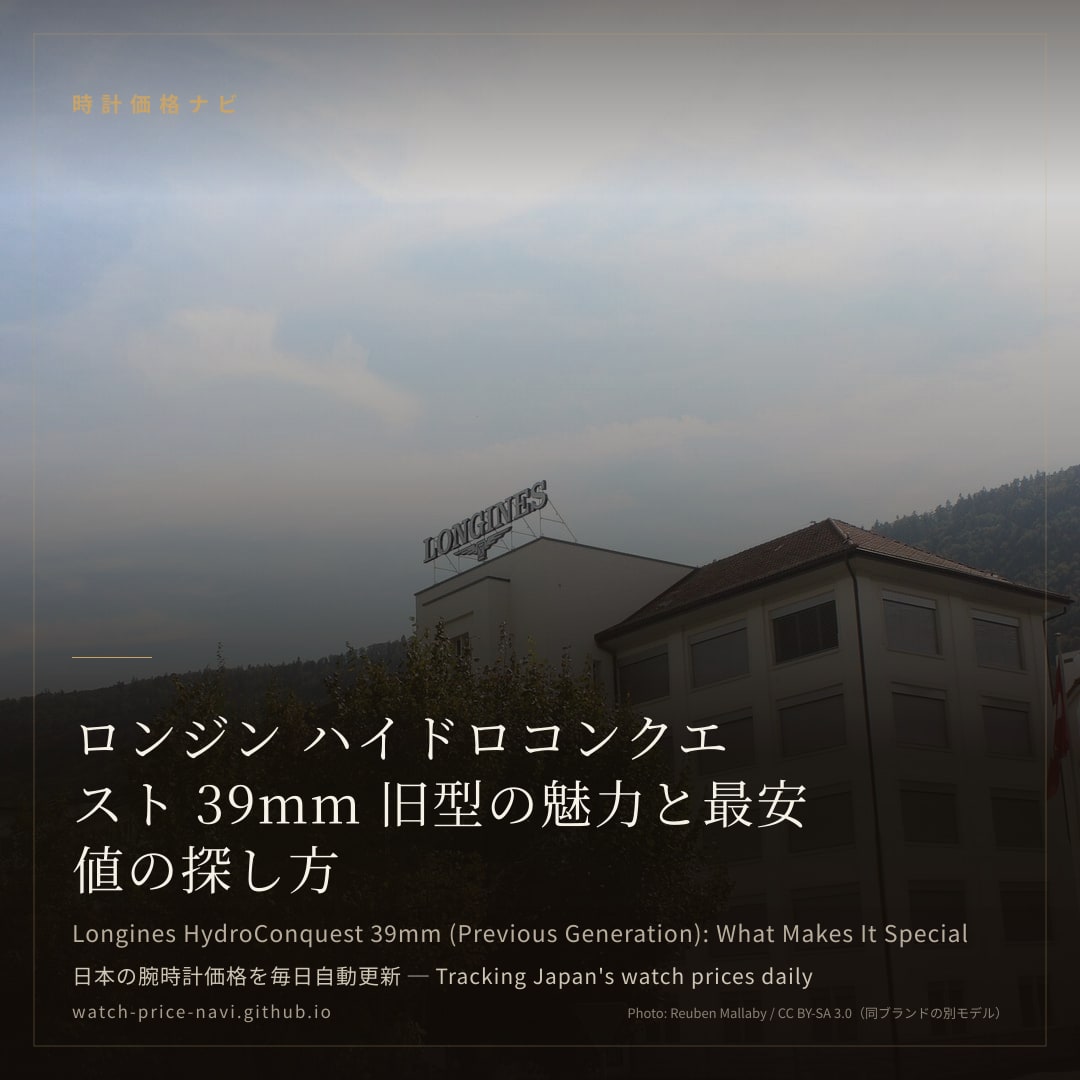 時計価格ナビ
LONGINES
ロンジン ハイドロコンクエ
スト 39mm 旧型の魅力と最安
値の探し方
Longines HydroConquest 39mm (Previous Generation): What Makes It Special
日本の腕時計価格を毎日自動更新 — Tracking Japan's watch prices daily
watch-price-navi.github.io
Photo: Reuben Mallaby / CC BY-SA 3.0（同ブランドの別モデル）